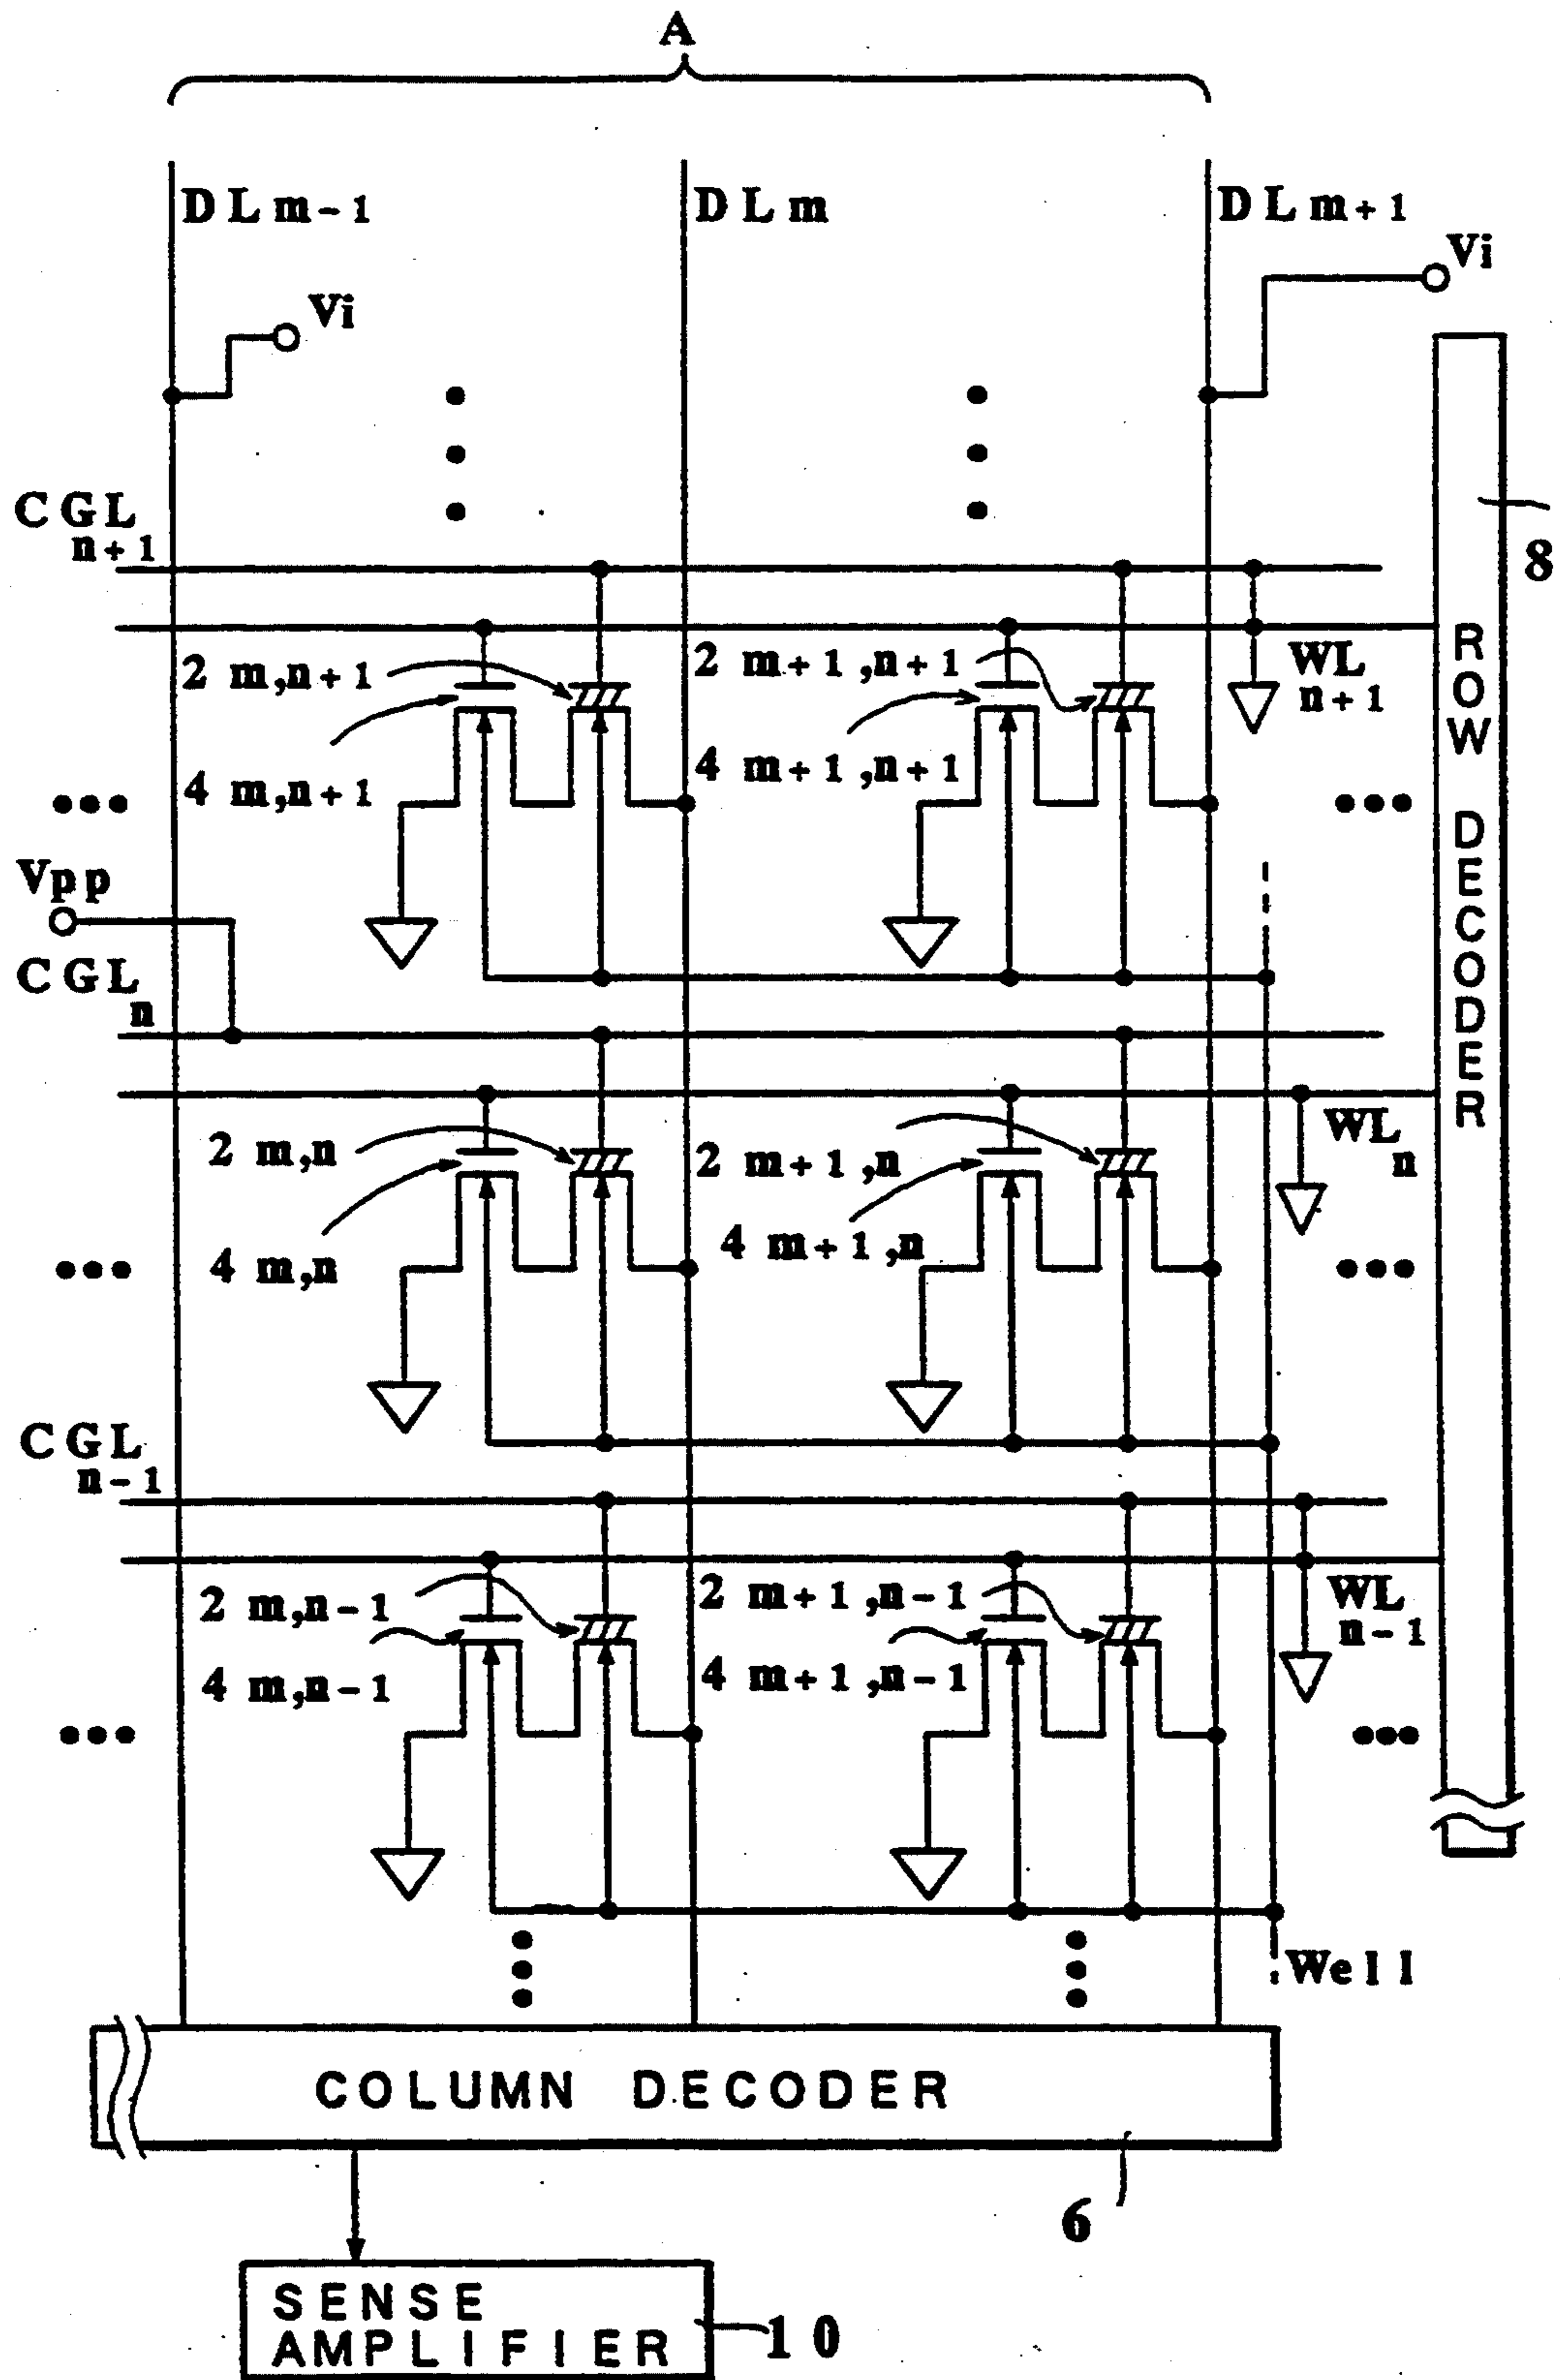 A
DLm-1
DLm
DLm+1
Vi
Vi
CGL
n+1
8
2 m,n+1
2 m+1,n+1
WL
n+1
4 m,n+1
4 m+1,n+1
ROW DECODER
Vpp
CGL
n
2 m,n
2 m+1,n
WL
n
4 m,n
4 m+1,n
CGL
n-1
2 m,n-1
2 m+1,n-1
WL
n-1
4 m,n-1
4 m+1,n-1
Well
COLUMN DECODER
6
SENSE
AMPLIFIER
10